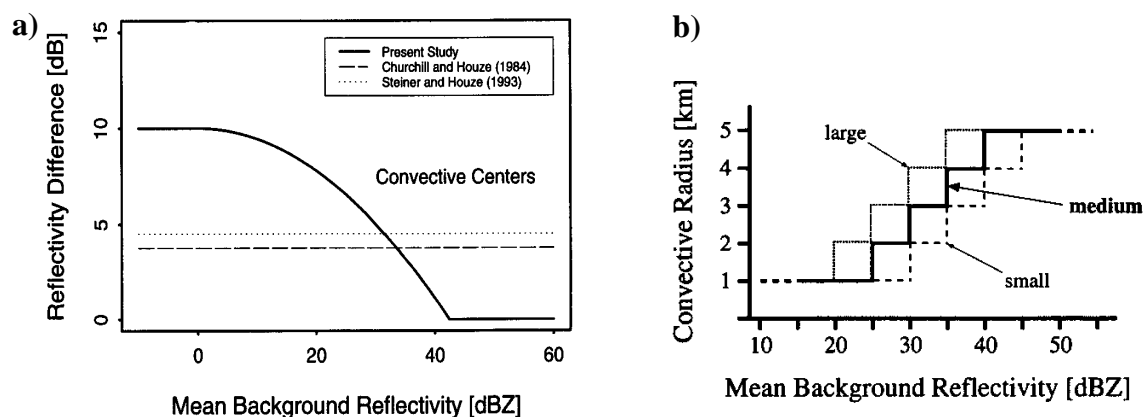 a)
Reflectivity Difference [dB]
15
10
5
0
Present Study
Churchill and Houze (1984)
Steiner and Houze (1993)
Convective Centers
0 20 40 60
Mean Background Reflectivity [dBZ]
b)
Convective Radius [km]
5
4
3
2
1
large
medium
small
10 20 30 40 50
Mean Background Reflectivity [dBZ]